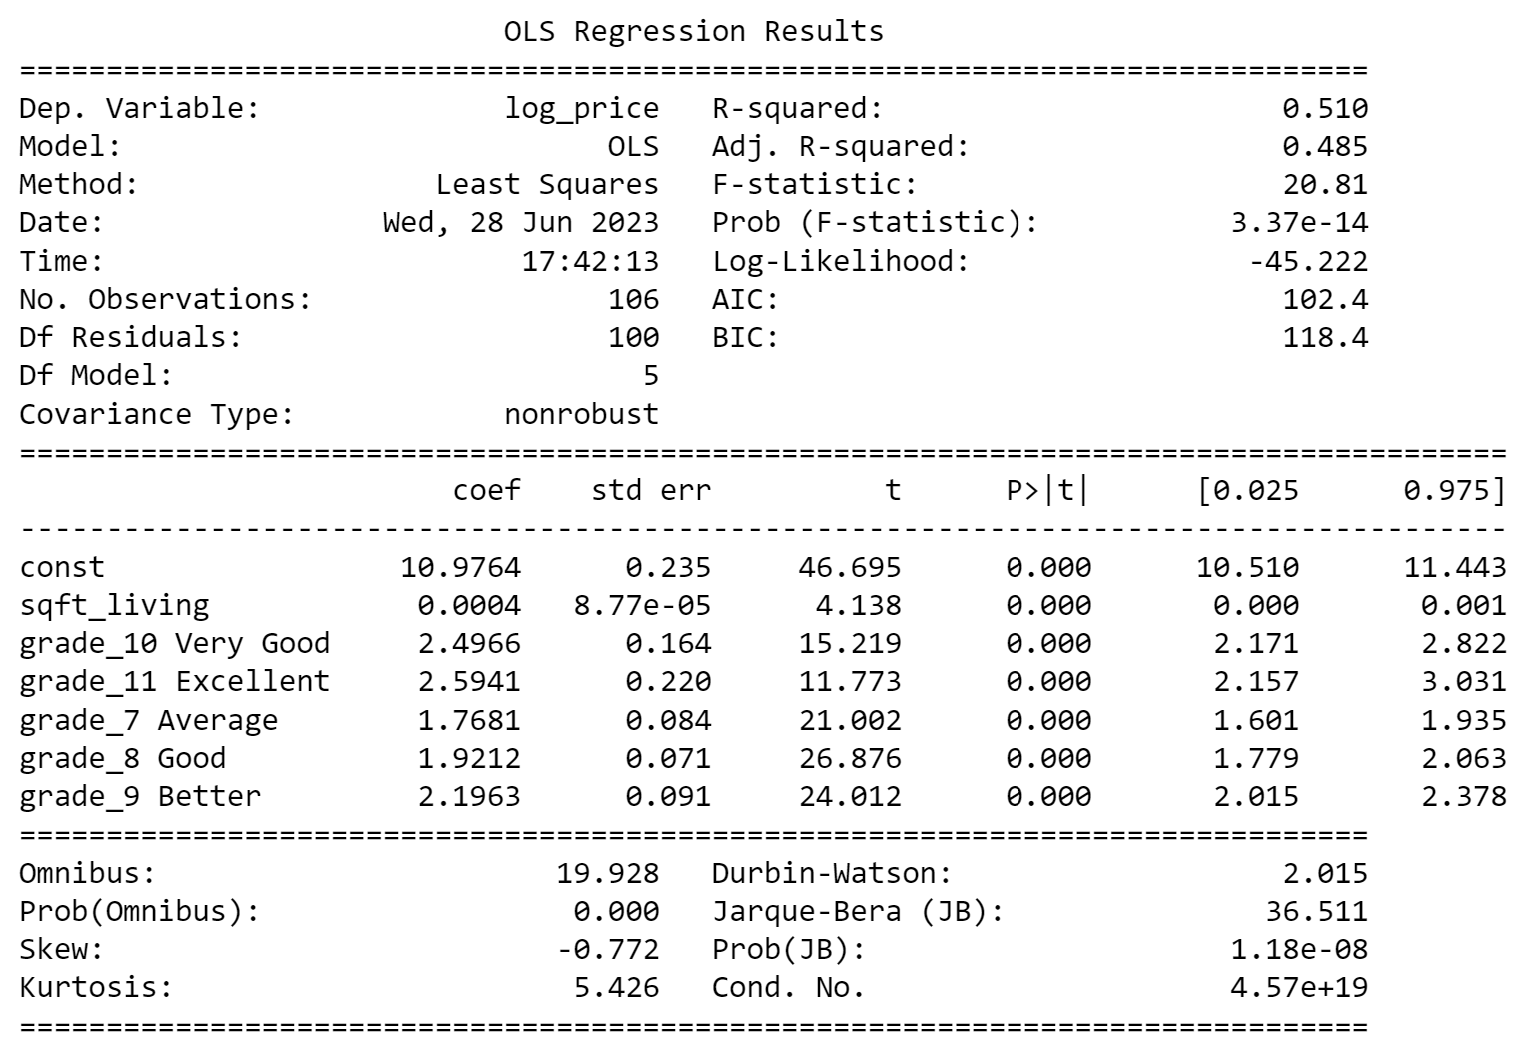 OLS Regression Results
==============================================================================
Dep. Variable: log_price R-squared: 0.510
Model: OLS Adj. R-squared: 0.485
Method: Least Squares F-statistic: 20.81
Date: Wed, 28 Jun 2023 Prob (F-statistic): 3.37e-14
Time: 17:42:13 Log-Likelihood: -45.222
No. Observations: 106 AIC: 102.4
Df Residuals: 100 BIC: 118.4
Df Model: 5
Covariance Type: nonrobust
======================================================================================
coef std err t P>|t| [0.025 0.975]
--------------------------------------------------------------------------------------
const 10.9764 0.235 46.695 0.000 10.510 11.443
sqft_living 0.0004 8.77e-05 4.138 0.000 0.000 0.001
grade_10 Very Good 2.4966 0.164 15.219 0.000 2.171 2.822
grade_11 Excellent 2.5941 0.220 11.773 0.000 2.157 3.031
grade_7 Average 1.7681 0.084 21.002 0.000 1.601 1.935
grade_8 Good 1.9212 0.071 26.876 0.000 1.779 2.063
grade_9 Better 2.1963 0.091 24.012 0.000 2.015 2.378
==============================================================================
Omnibus: 19.928 Durbin-Watson: 2.015
Prob(Omnibus): 0.000 Jarque-Bera (JB): 36.511
Skew: -0.772 Prob(JB): 1.18e-08
Kurtosis: 5.426 Cond. No. 4.57e+19
==============================================================================